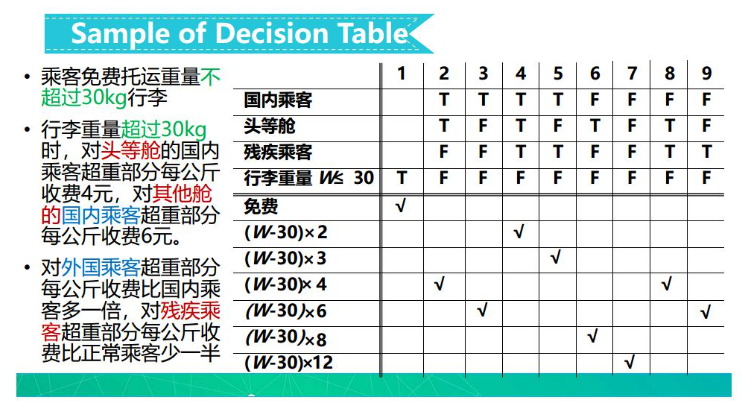 Sample of Decision Table
• 乘客免费托运重量不
超过30kg行李
• 行李重量超过30kg
时，对头等舱的国内
乘客超重部分每公斤
收费4元，对其他舱
的国内乘客超重部分
每公斤收费6元。
• 对外国乘客超重部分
每公斤收费比国内乘
客多一倍，对残疾乘
客超重部分每公斤收
费比正常乘客少一半
1 2 3 4 5 6 7 8 9
国内乘客 T T T T F F F F
头等舱 T F T F T F T F
残疾乘客 F F T T F F T T
行李重量 W≤ 30 T F F F F F F F F
免费 √
(W-30)×2 √
(W-30)×3 √
(W-30)× 4 √ √
(W-30)×6 √ √
(W-30)×8 √
(W-30)×12 √